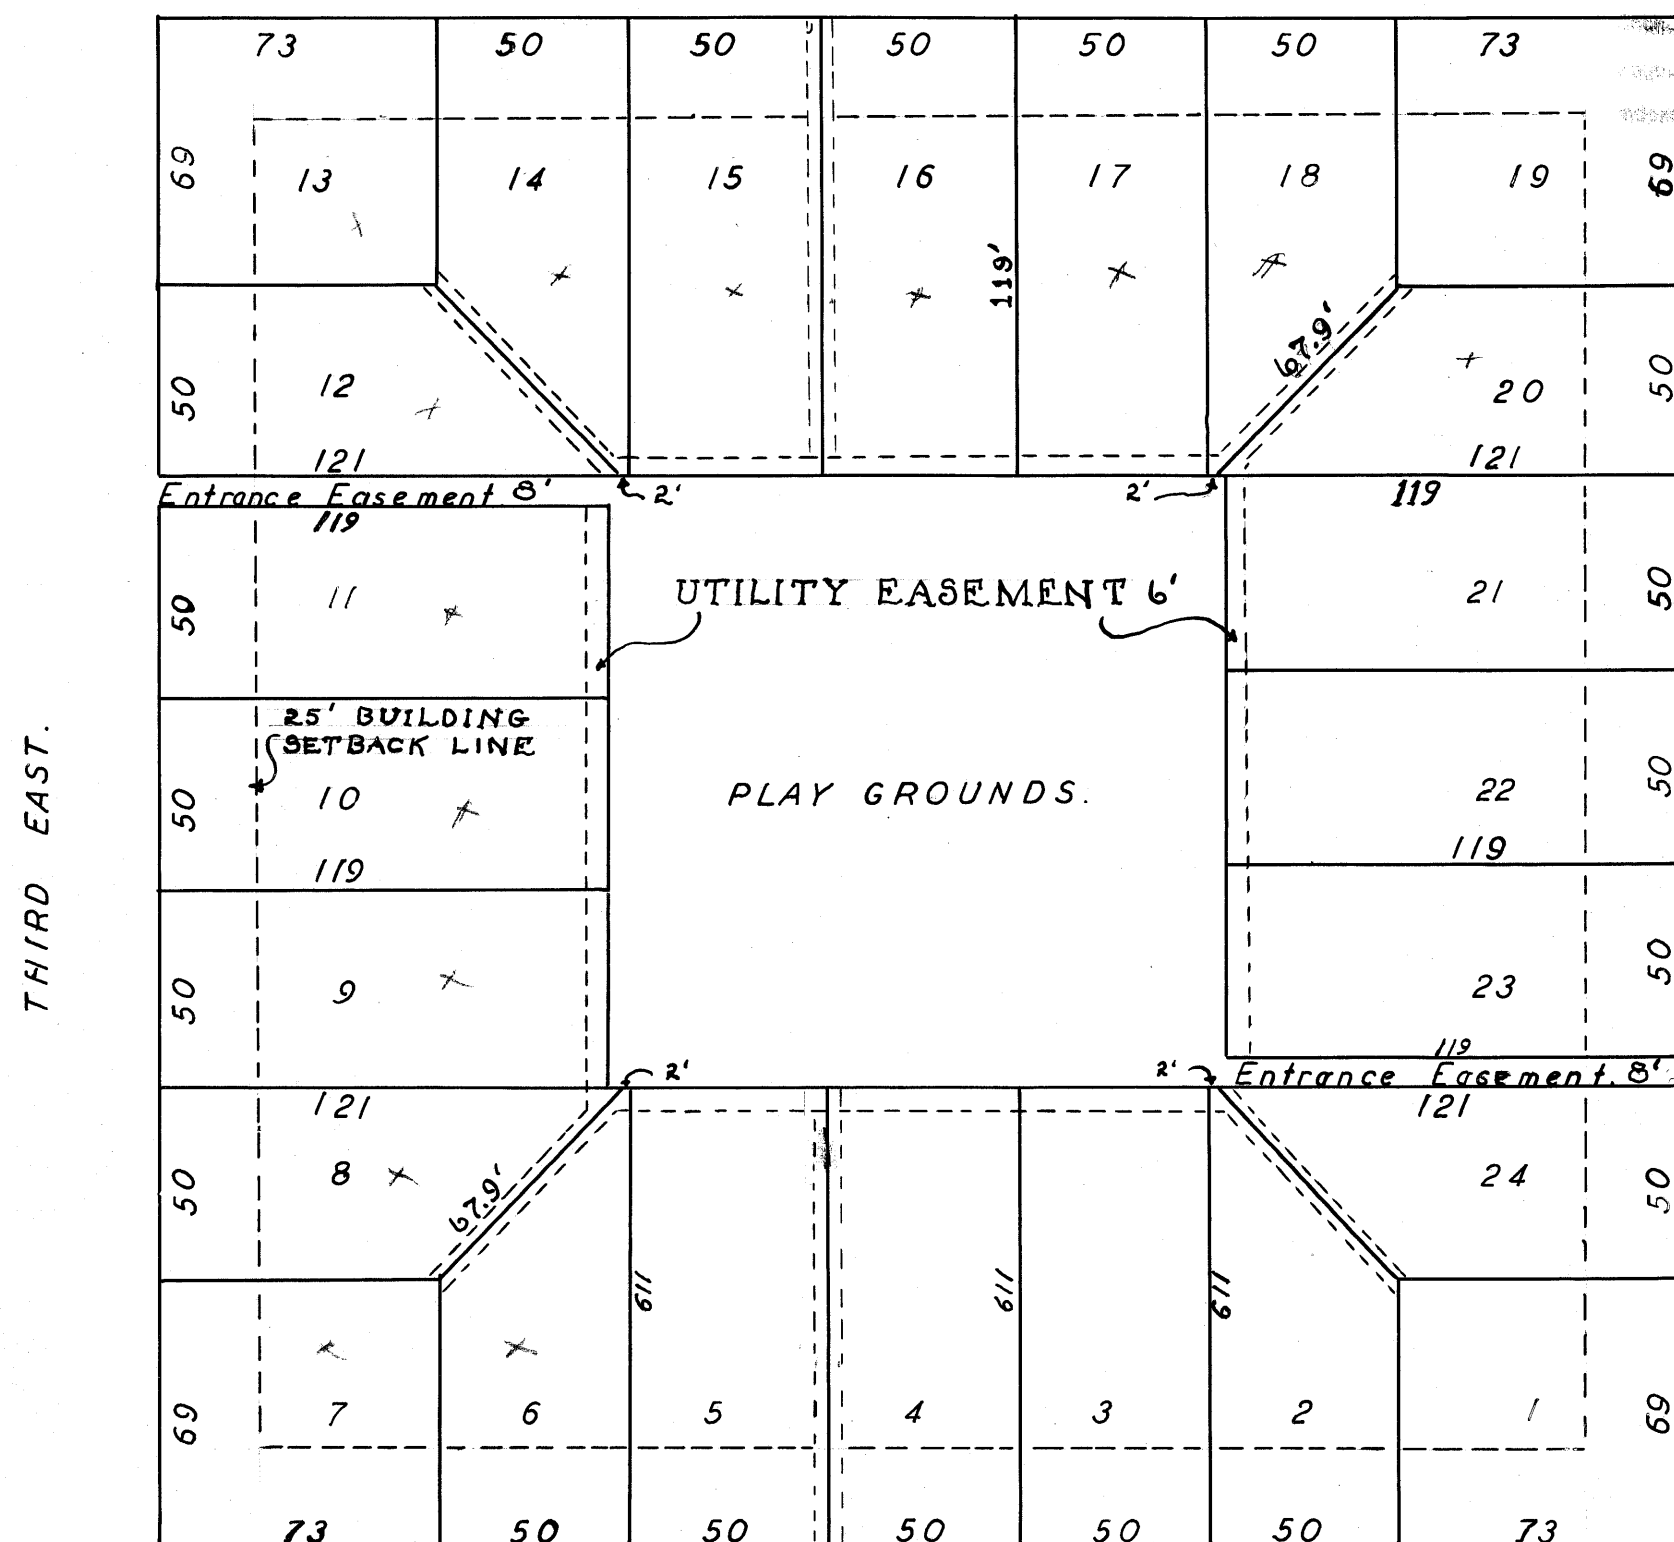 73 50 50 50 50 50 73
69 13 14 15 16 17 18 19 69
119'
67.9'
50 12 20 50
121 121
Entrance Easement 8' 2' 2' 119
119
UTILITY EASEMENT 6'
50 11 21 50
25' BUILDING
SETBACK LINE
THIRD EAST.
50 10 PLAY GROUNDS. 22 50
119 119
50 9 23 50
119
2' 2' Entrance Easement. 8'
121 121
50 8 24 50
67.9'
119 119 119
69 7 6 5 4 3 2 1 69
73 50 50 50 50 50 73